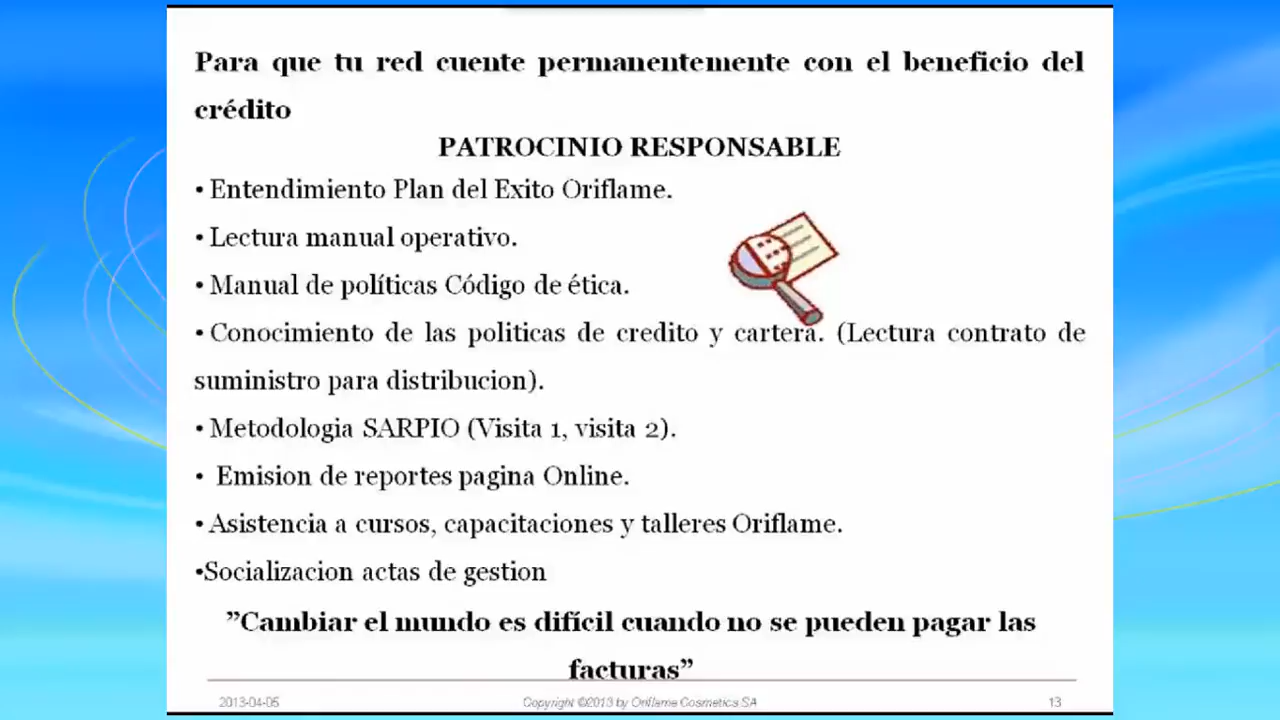 Para que tu red cuente permanentemente con el beneficio del
crédito
PATROCINIO RESPONSABLE
• Entendimiento Plan del Exito Oriflame.
• Lectura manual operativo.
• Manual de políticas Código de ética.
• Conocimiento de las politicas de credito y cartera. (Lectura contrato de
suministro para distribucion).
• Metodologia SARPIO (Visita 1, visita 2).
• Emision de reportes pagina Online.
• Asistencia a cursos, capacitaciones y talleres Oriflame.
•Socializacion actas de gestion
”Cambiar el mundo es difícil cuando no se pueden pagar las
facturas”
2013-04-05 Copyright ©2013 by Oriflame Cosmetics SA 13